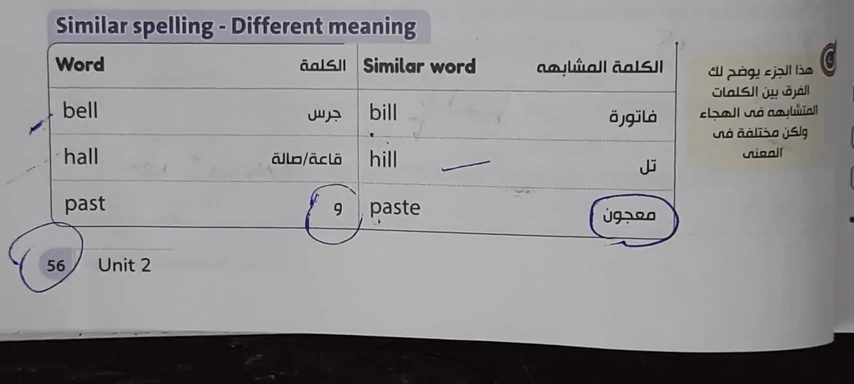 Similar spelling - Different meaning
Word الكلمة Similar word الكلمة المشابهه
bell جرس bill فاتورة
hall قاعة/صالة hill تل
past و paste معجون
هذا الجزء يوضح لك
الفرق بين الكلمات
المتشابهه فى الهجاء
ولكن مختلفة فى
المعنى
56 Unit 2